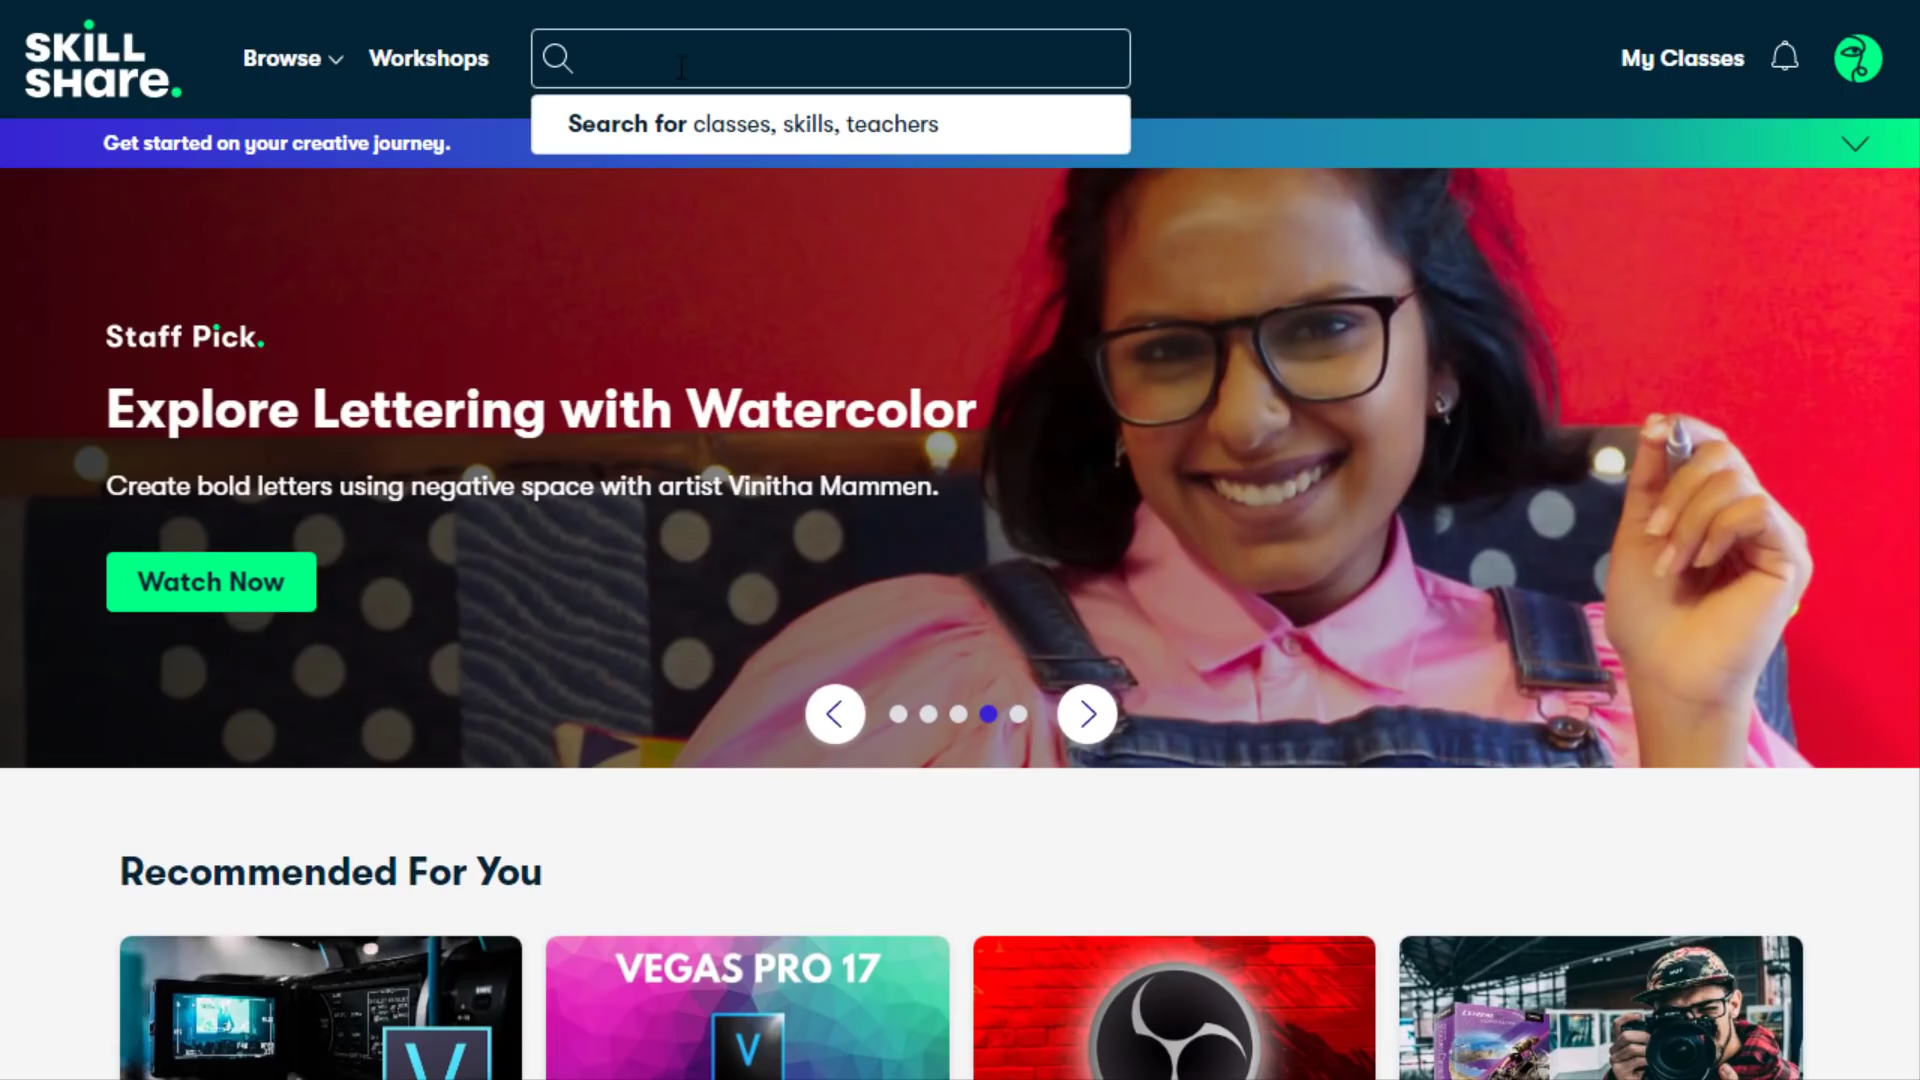 SKILL
SHare.
Browse
Workshops
My Classes
Search for classes, skills, teachers
Get started on your creative journey.
Staff Pick.
Explore Lettering with Watercolor
Create bold letters using negative space with artist Vinitha Mammen.
Watch Now
Recommended For You
VEGAS PRO 17
V
V